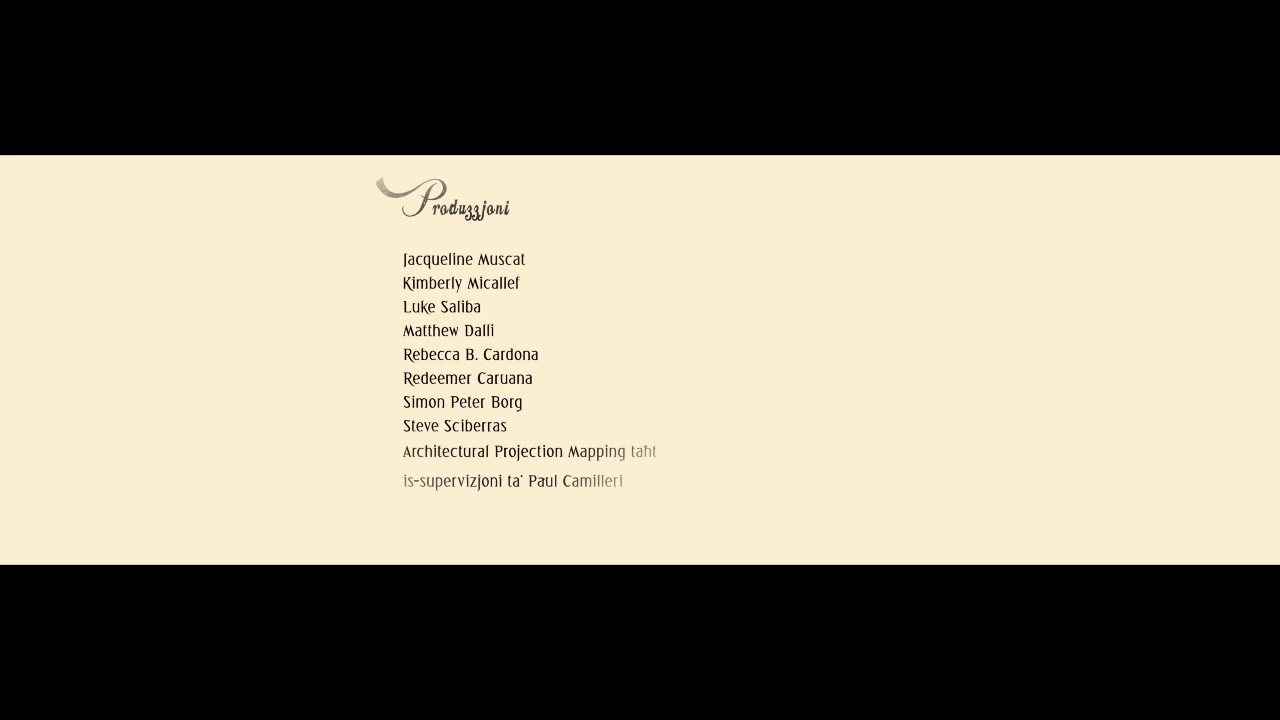 Produzzjoni
Jacqueline Muscat
Kimberly Micallef
Luke Saliba
Matthew Dalli
Rebecca B. Cardona
Redeemer Caruana
Simon Peter Borg
Steve Sciberras
Architectural Projection Mapping taħt
is-supervizjoni ta' Paul Camilleri